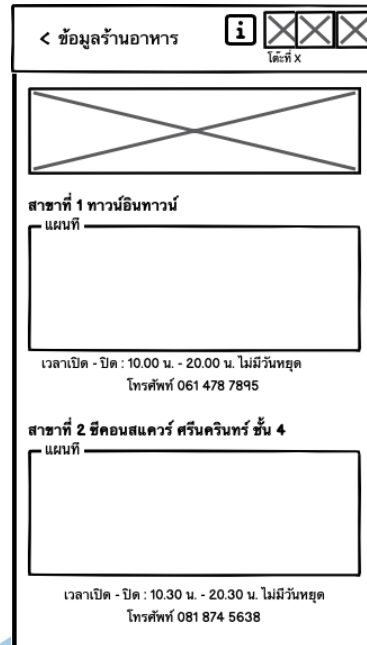 < ข้อมูลร้านอาหาร
i
โต๊ะที่ X
สาขาที่ 1 ทาวน์อินทาวน์
แผนที่
เวลาเปิด - ปิด : 10.00 น. - 20.00 น. ไม่มีวันหยุด
โทรศัพท์ 061 478 7895
สาขาที่ 2 ซีคอนสแควร์ ศรีนครินทร์ ชั้น 4
แผนที่
เวลาเปิด - ปิด : 10.30 น. - 20.30 น. ไม่มีวันหยุด
โทรศัพท์ 081 874 5638